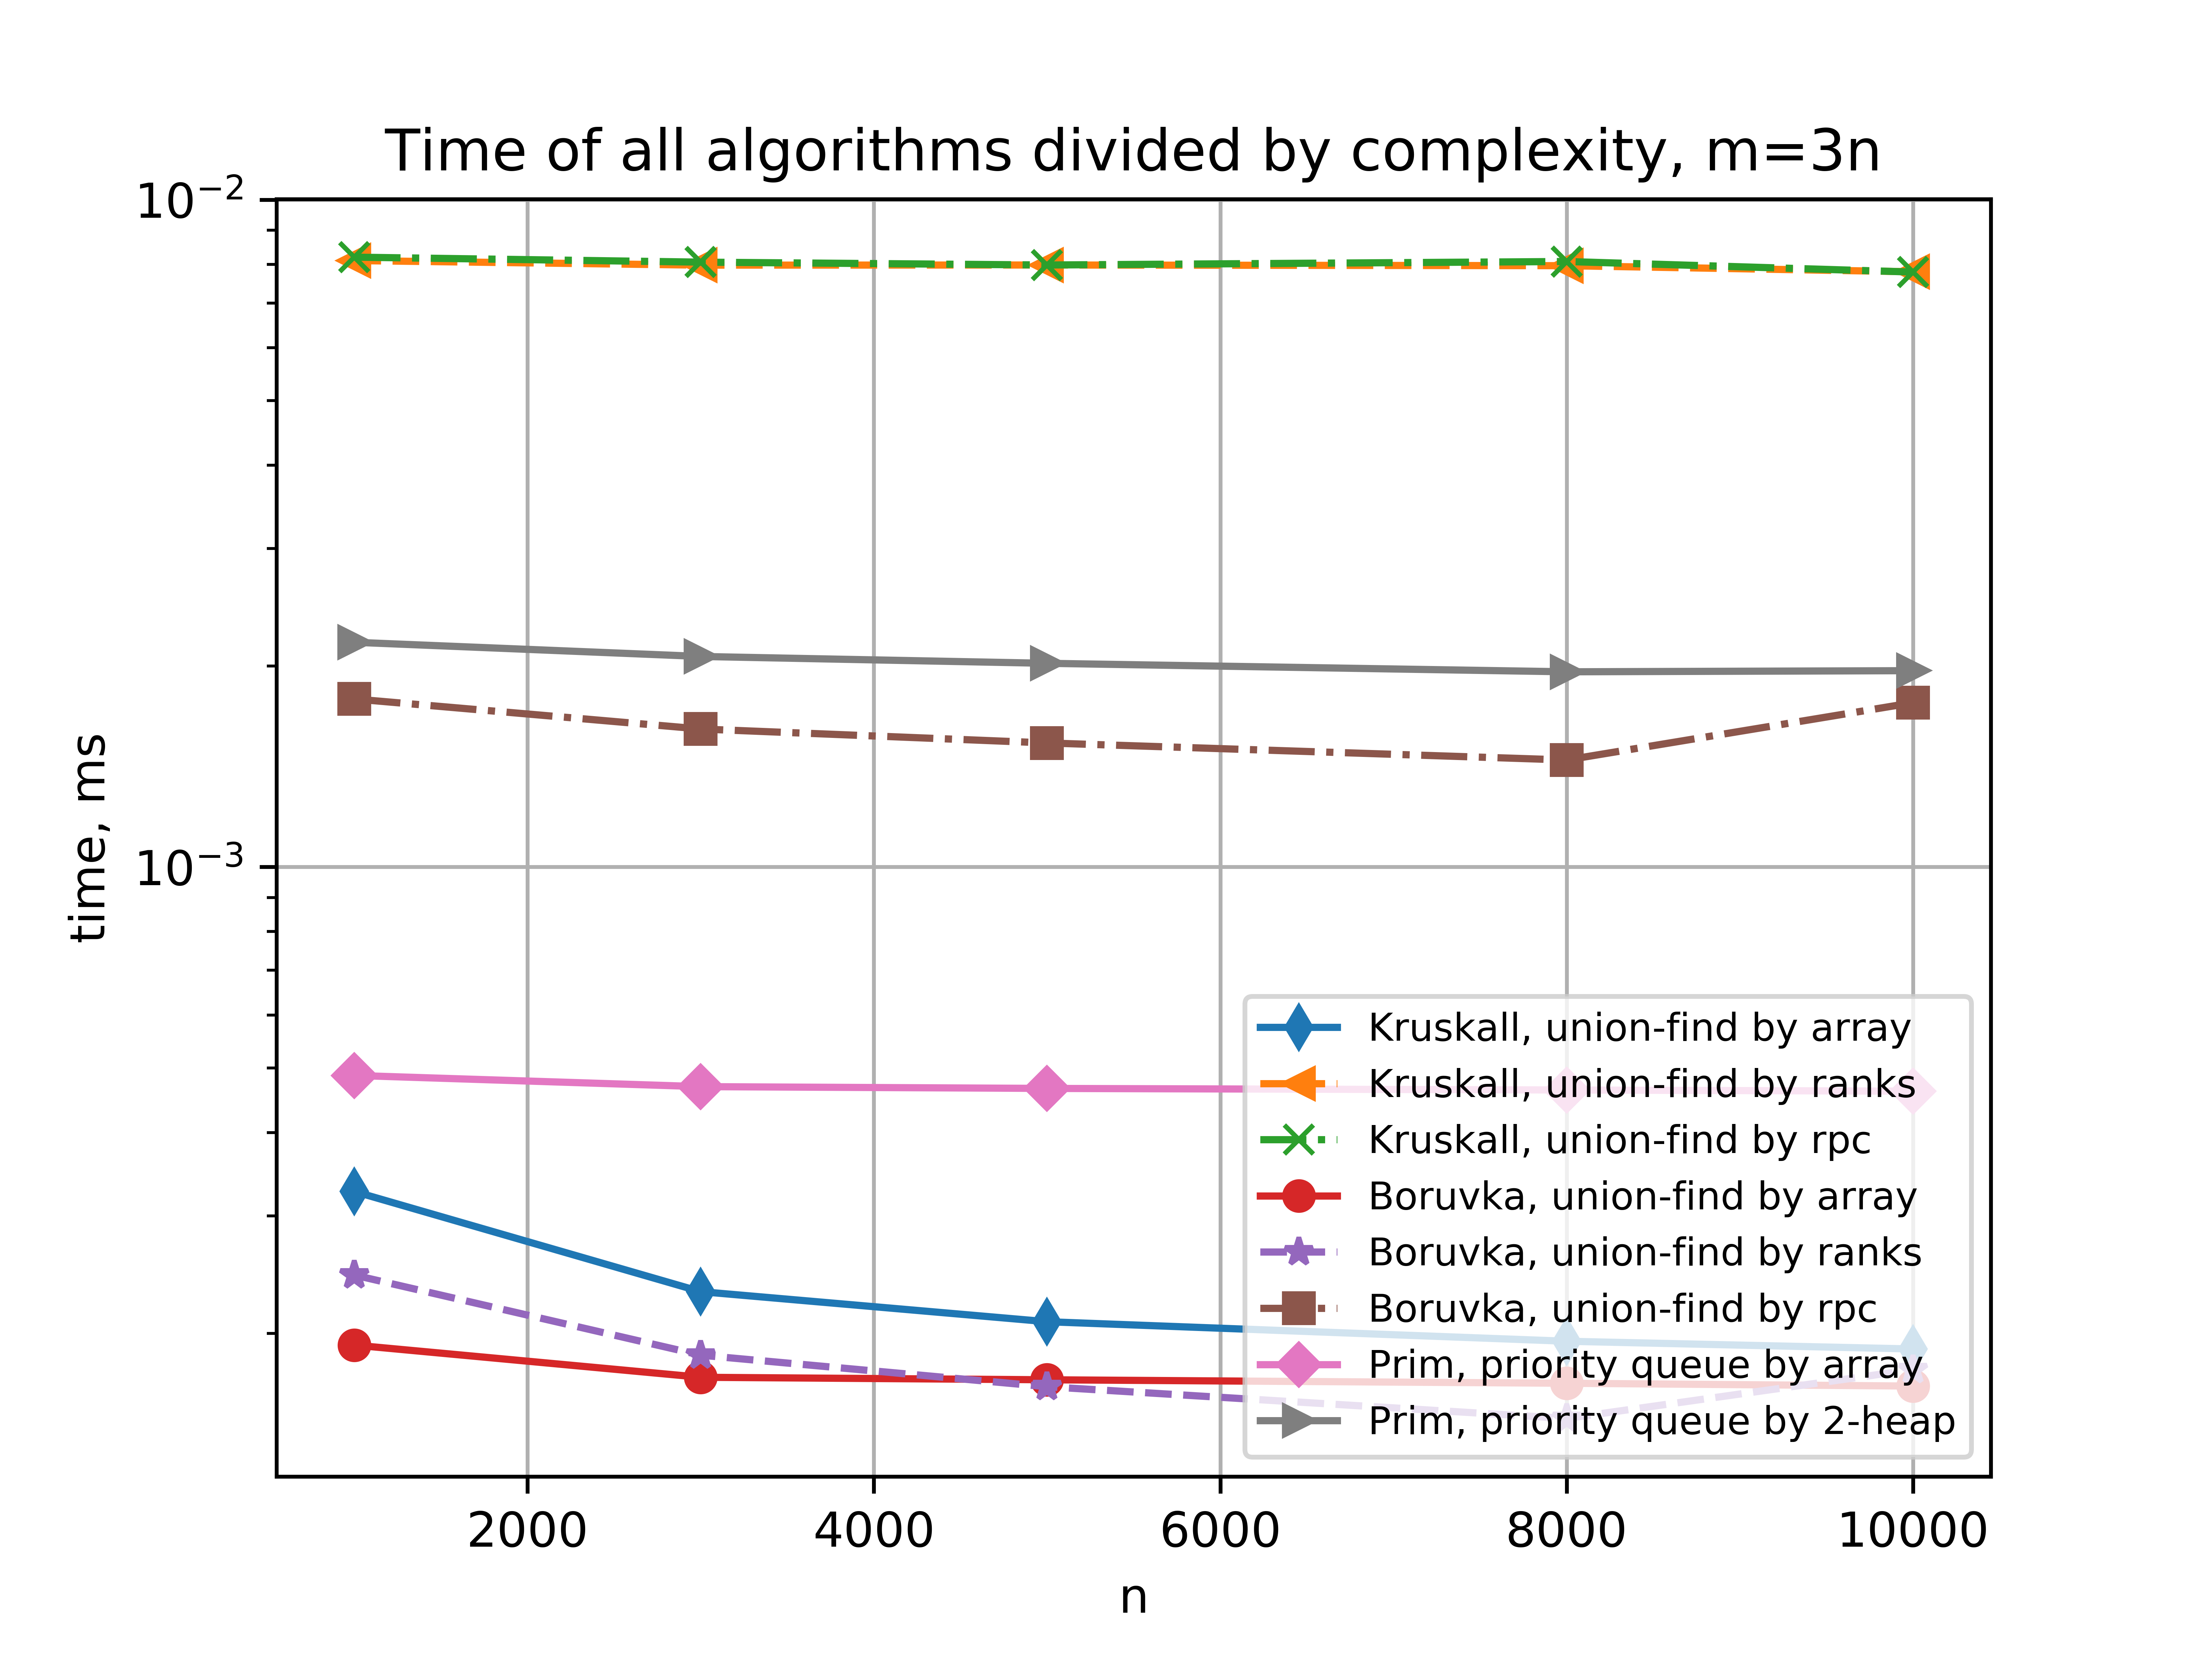 Time of all algorithms divided by complexity, m=3n
10⁻²
10⁻³
time, ms
Kruskall, union-find by array
Kruskall, union-find by ranks
Kruskall, union-find by rpc
Boruvka, union-find by array
Boruvka, union-find by ranks
Boruvka, union-find by rpc
Prim, priority queue by array
Prim, priority queue by 2-heap
2000 4000 6000 8000 10000
n